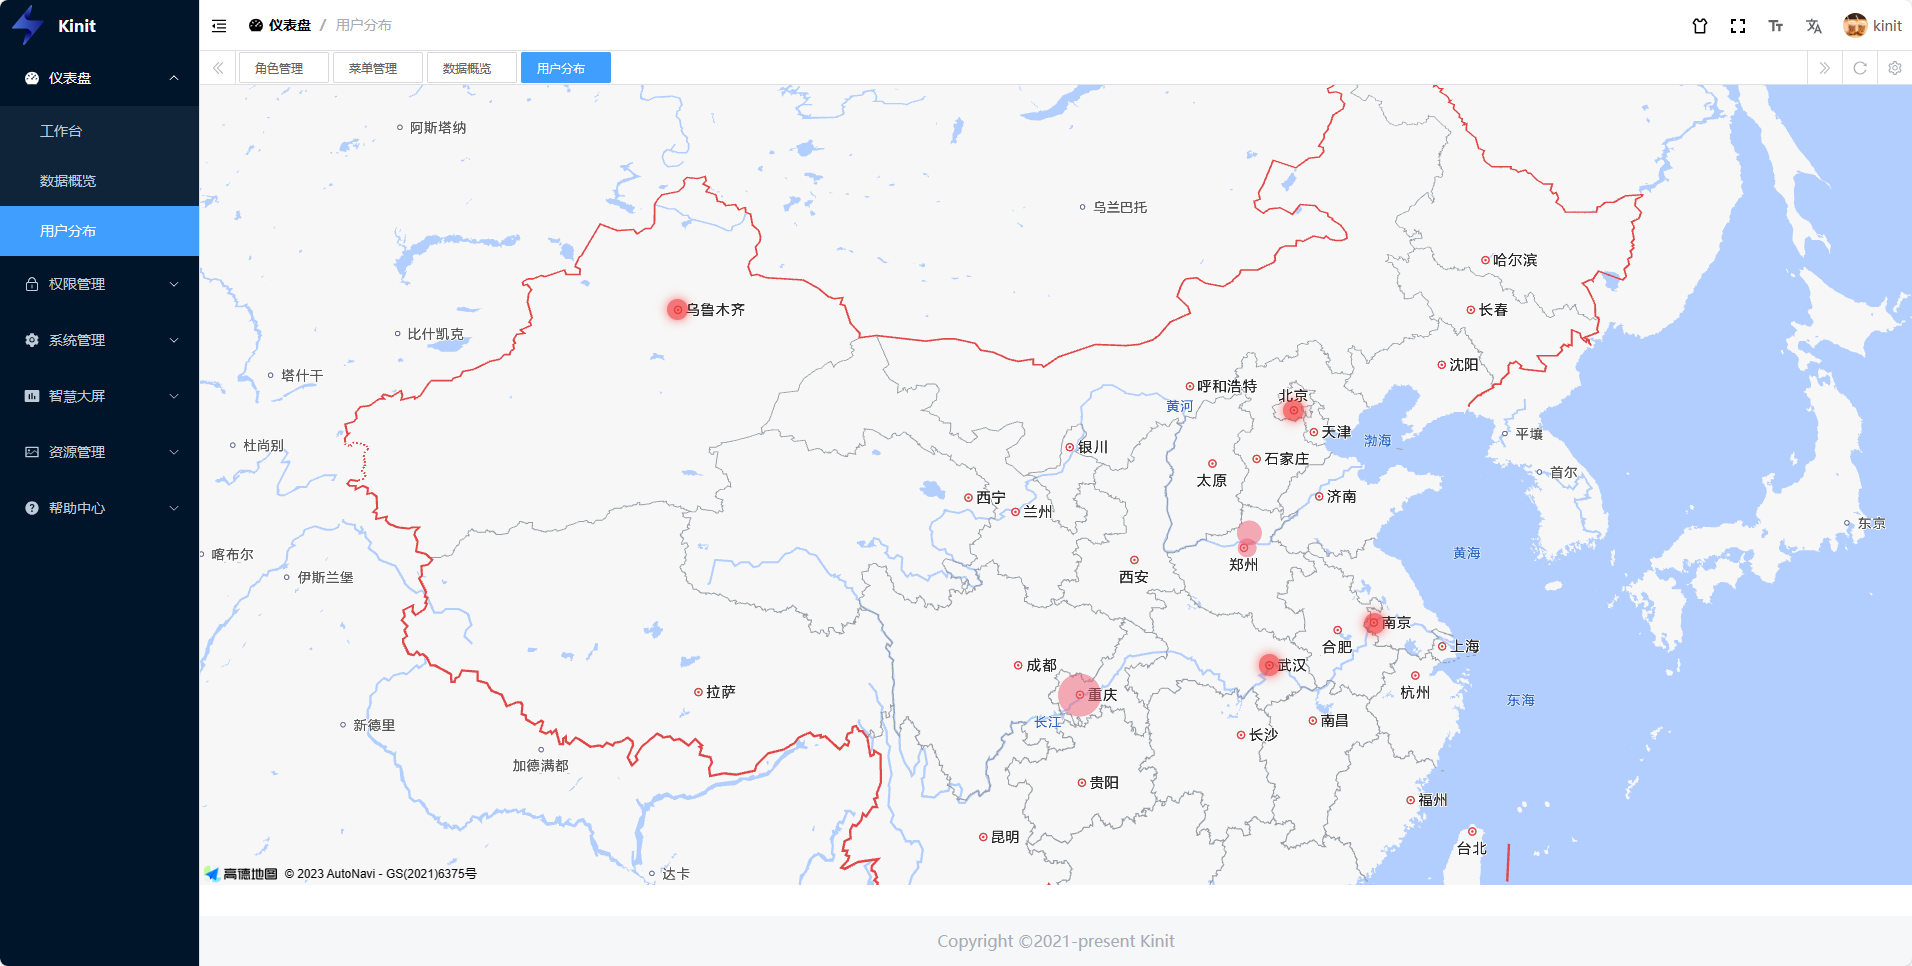 Kinit
仪表盘 / 用户分布
kinit
仪表盘
工作台
数据概览
用户分布
权限管理
系统管理
智慧大屏
资源管理
帮助中心
角色管理
菜单管理
数据概览
用户分布
阿斯塔纳
乌兰巴托
哈尔滨
乌鲁木齐
长春
比什凯克
沈阳
塔什干
呼和浩特
北京
黄河
天津
渤海
平壤
杜尚别
银川
石家庄
首尔
太原
西宁
济南
兰州
东京
喀布尔
黄海
郑州
伊斯兰堡
西安
南京
合肥
上海
成都
武汉
拉萨
重庆
杭州
东海
长江
南昌
新德里
长沙
加德满都
贵阳
福州
昆明
台北
高德地图 © 2023 AutoNavi - GS(2021)6375号
达卡
Copyright ©2021-present Kinit